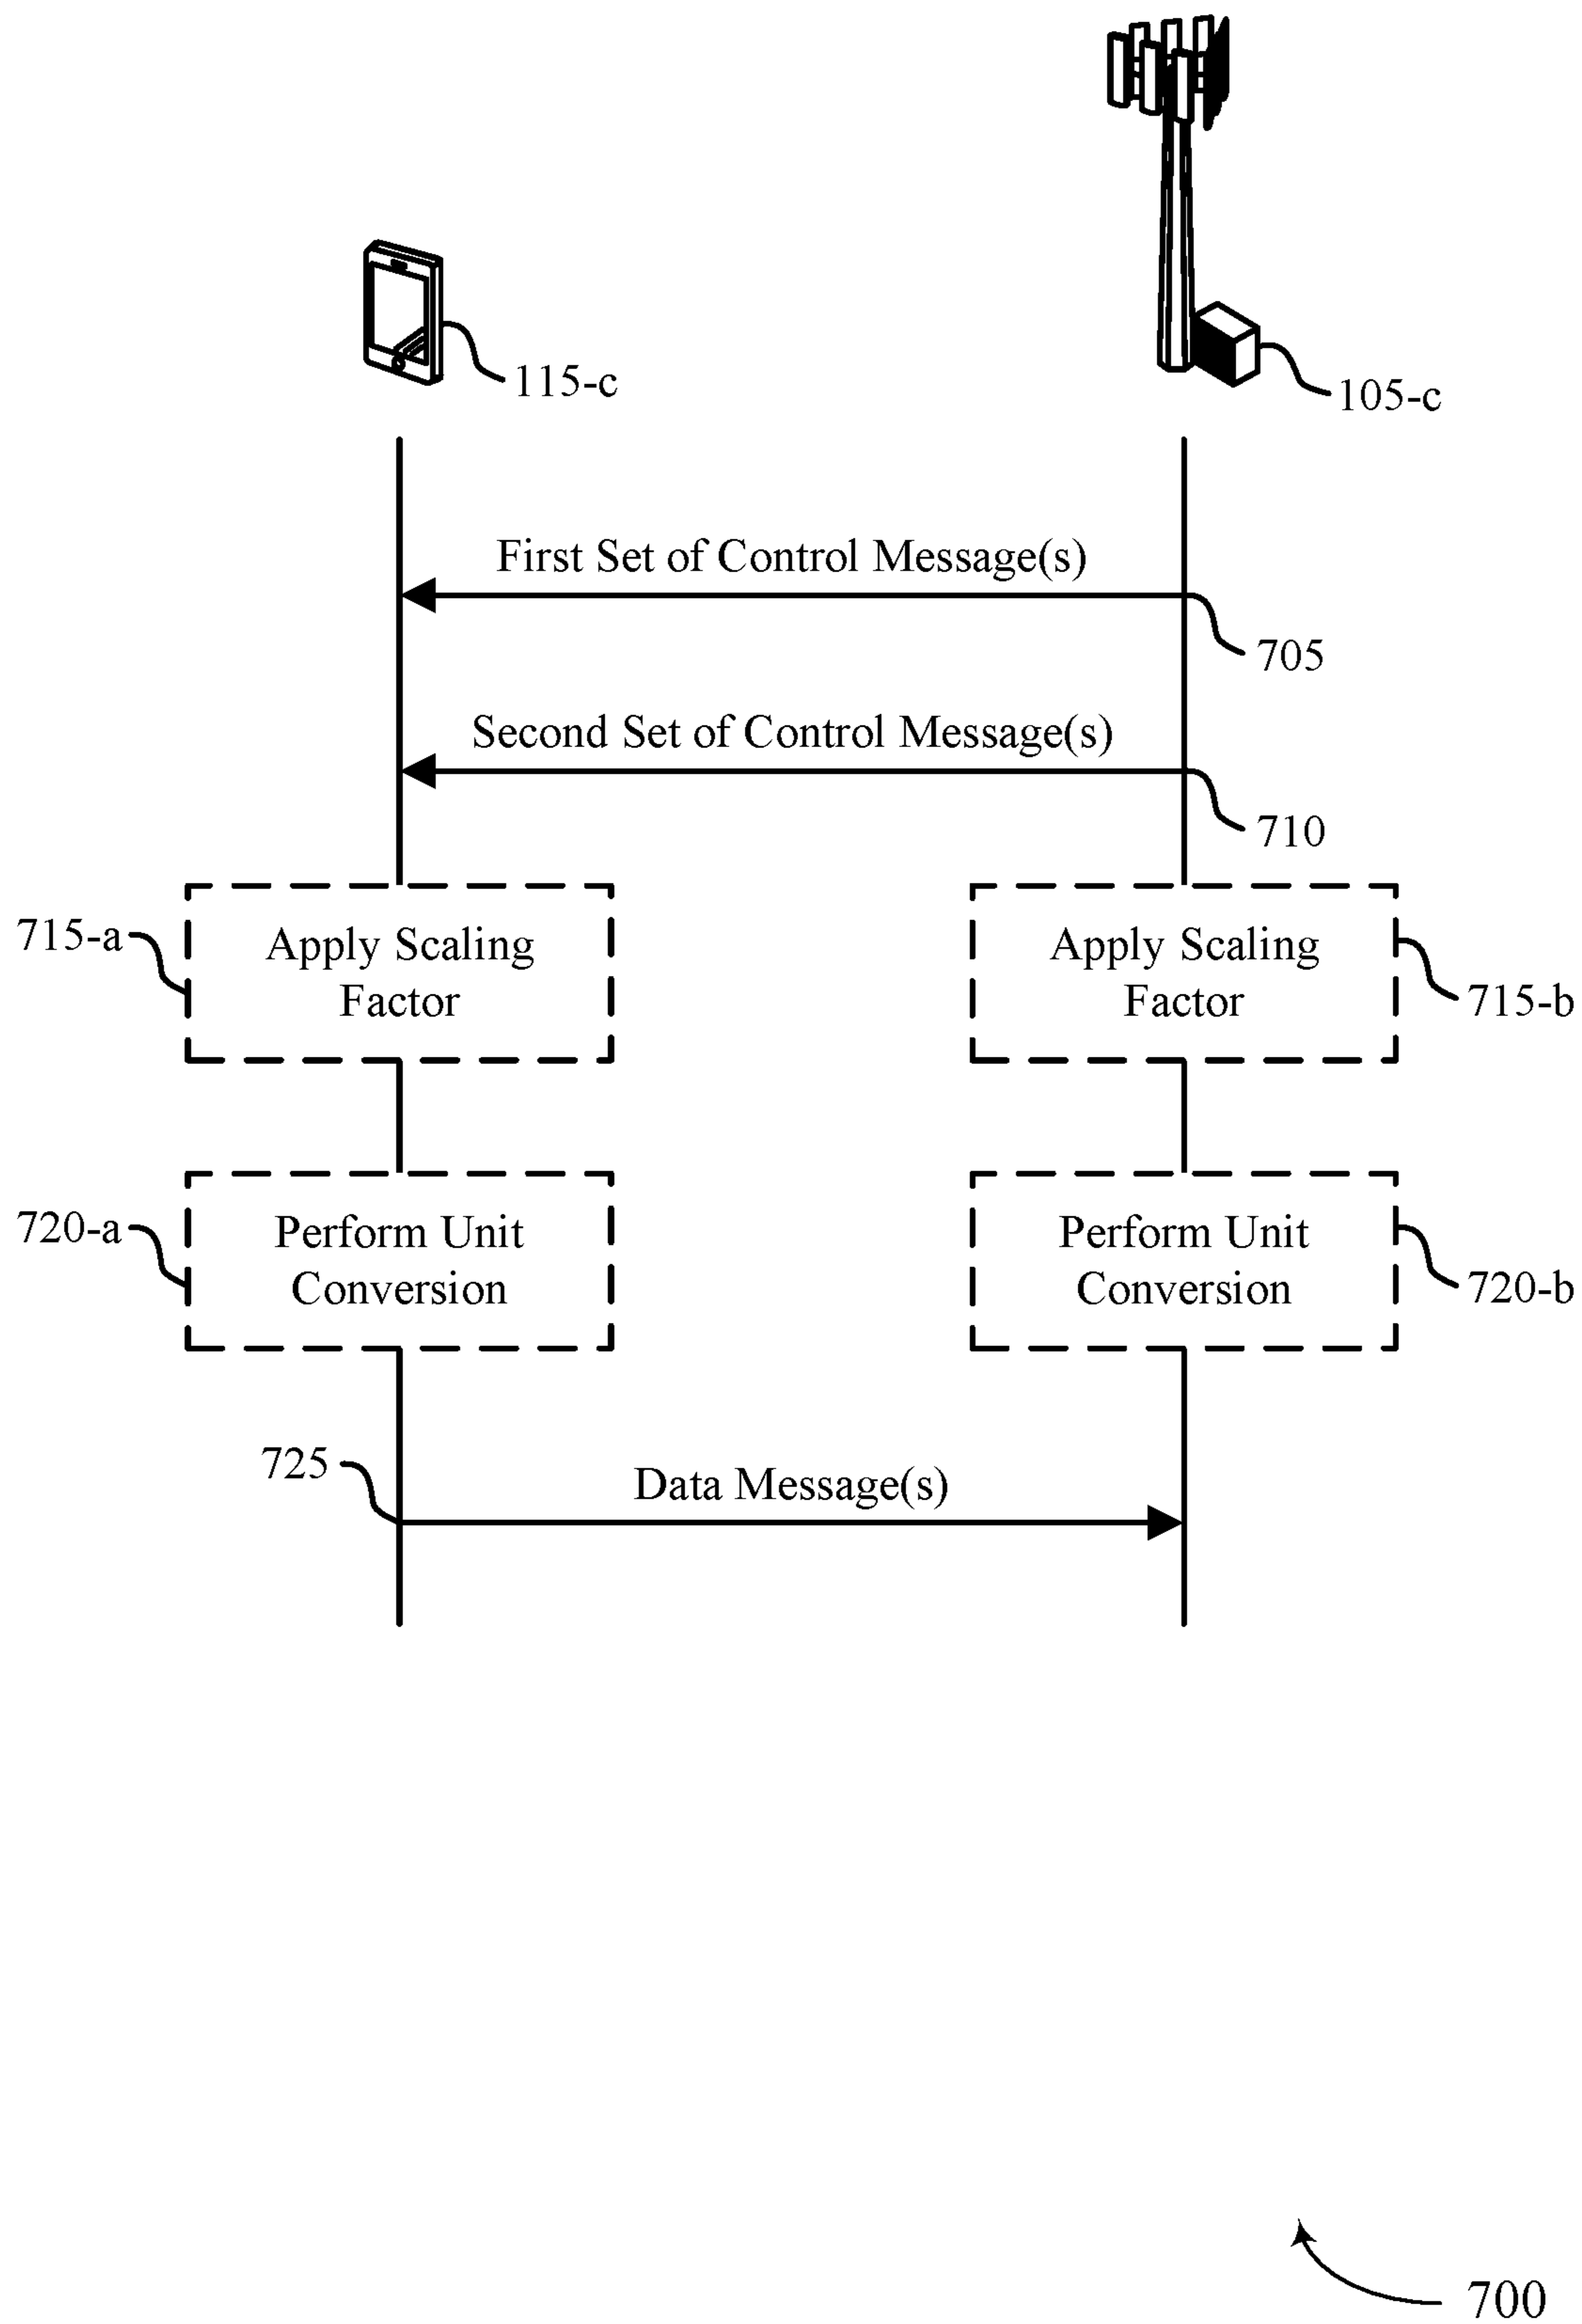 115-c
105-c
First Set of Control Message(s)
705
Second Set of Control Message(s)
710
715-a
Apply Scaling
Factor
Apply Scaling
Factor
715-b
720-a
Perform Unit
Conversion
Perform Unit
Conversion
720-b
725
Data Message(s)
700